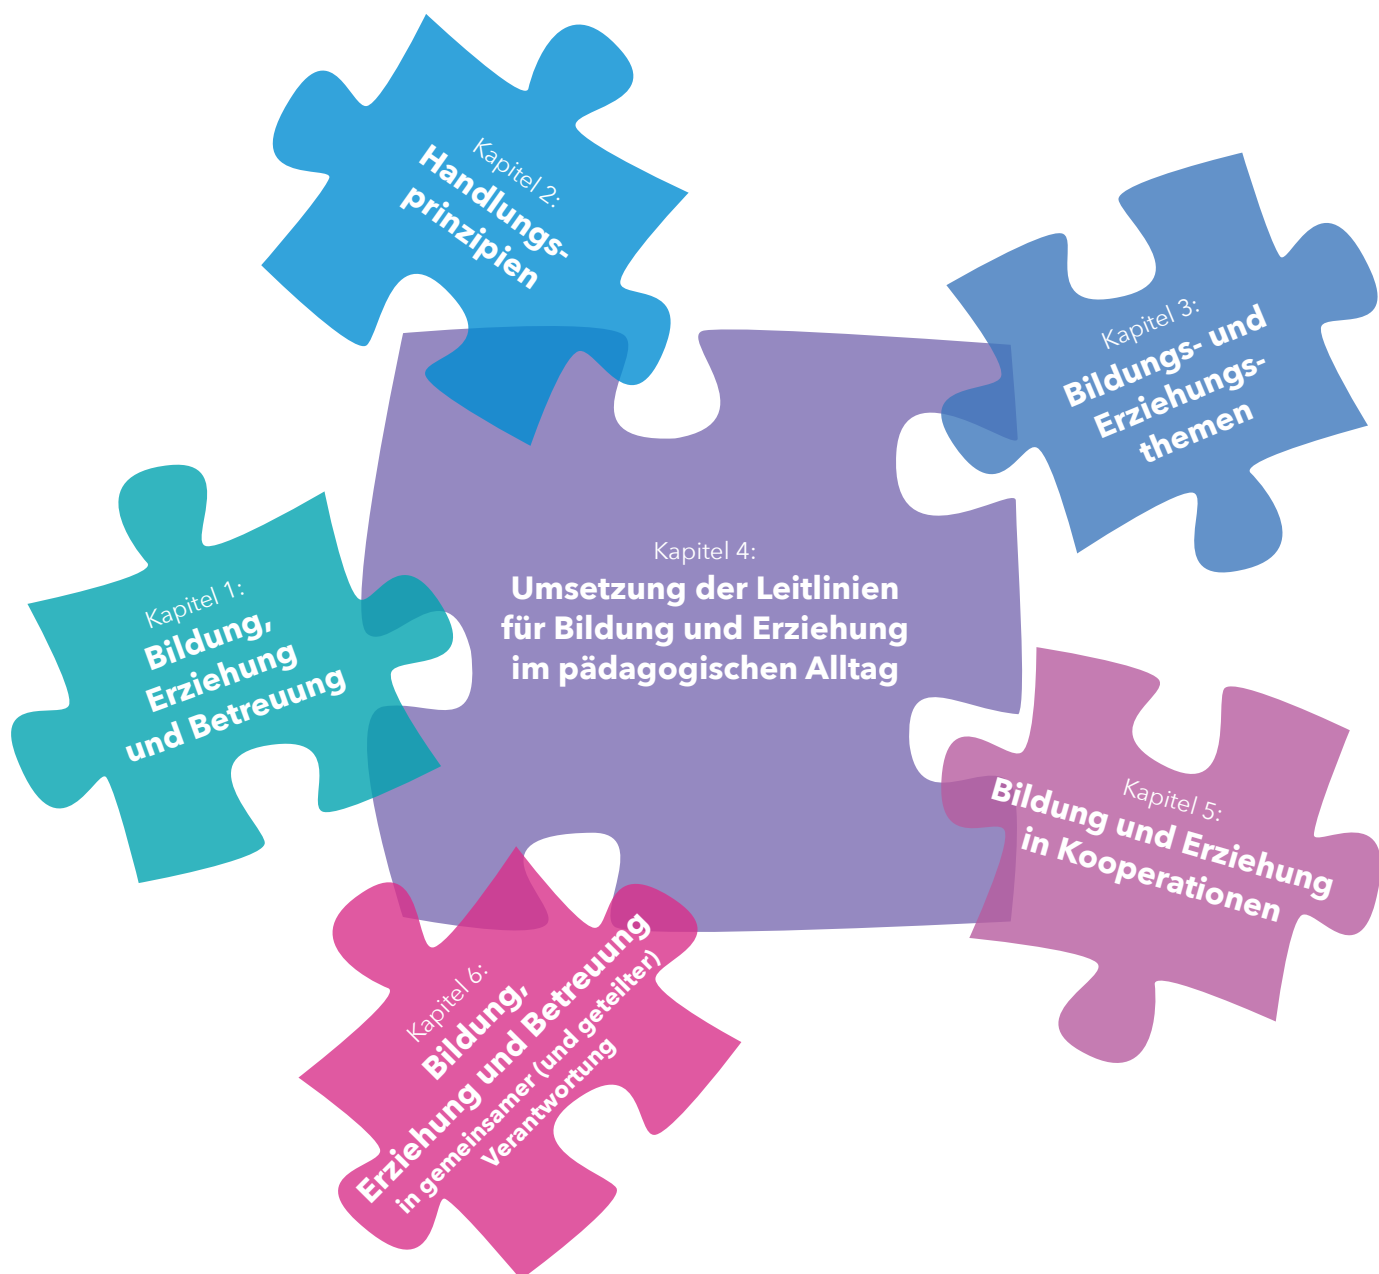 Kapitel 1:
Bildung,
Erziehung
und Betreuung
Kapitel 2:
Handlungs-
prinzipien
Kapitel 3:
Bildungs- und
Erziehungs-
themen
Kapitel 4:
Umsetzung der Leitlinien
für Bildung und Erziehung
im pädagogischen Alltag
Kapitel 5:
Bildung und Erziehung
in Kooperationen
Kapitel 6:
Bildung,
Erziehung und Betreuung
in gemeinsamer (und geteilter)
Verantwortung